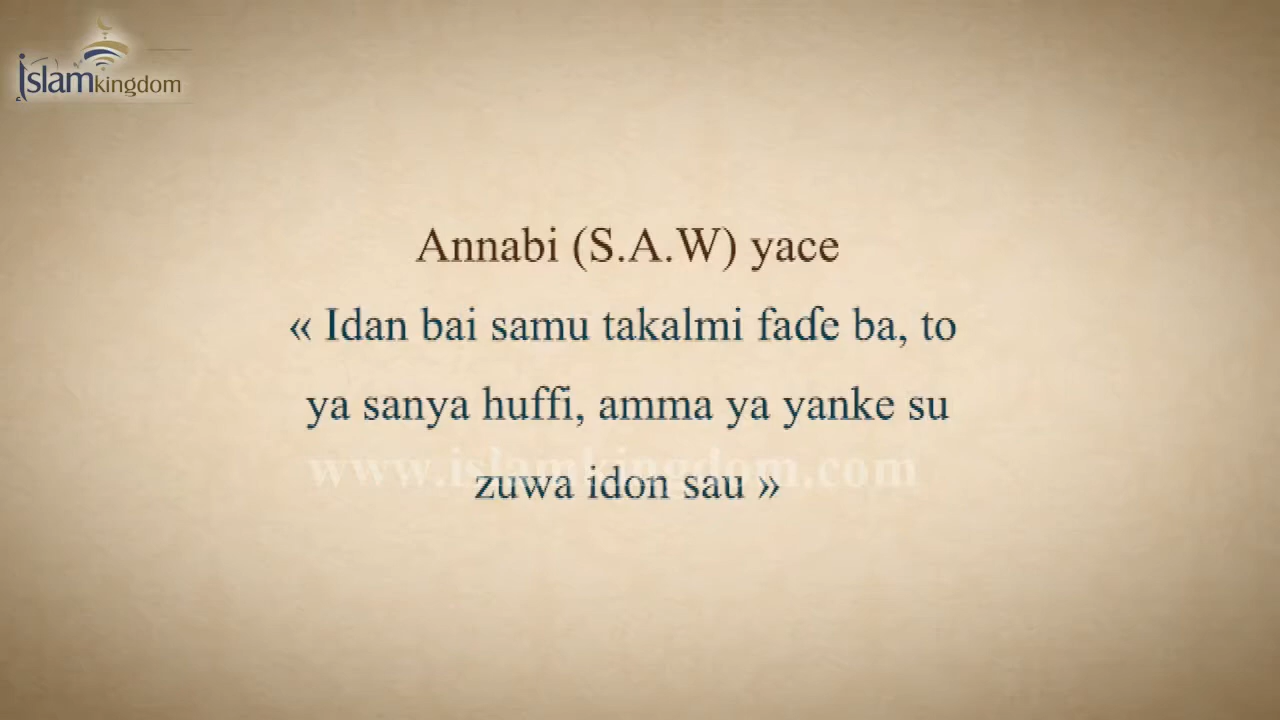 islamkingdom
Annabi (S.A.W) yace
« Idan bai samu takalmi faɗe ba, to
ya sanya huffi, amma ya yanke su
www.islamkingdom.com
zuwa idon sau »